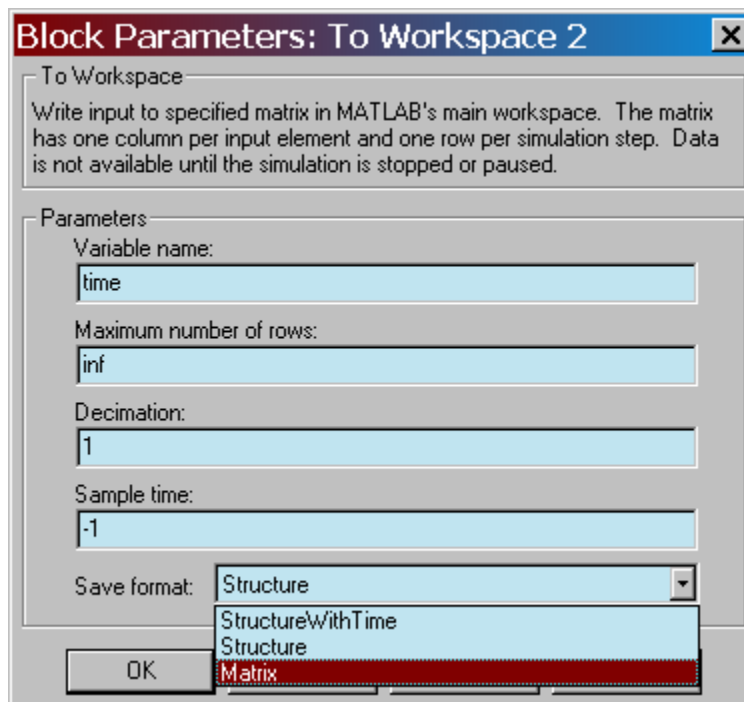 Block Parameters: To Workspace 2
To Workspace
Write input to specified matrix in MATLAB's main workspace.  The matrix
has one column per input element and one row per simulation step.  Data
is not available until the simulation is stopped or paused.
Parameters
Variable name:
time
Maximum number of rows:
inf
Decimation:
1
Sample time:
-1
Save format: Structure
StructureWithTime
Structure
Matrix
OK